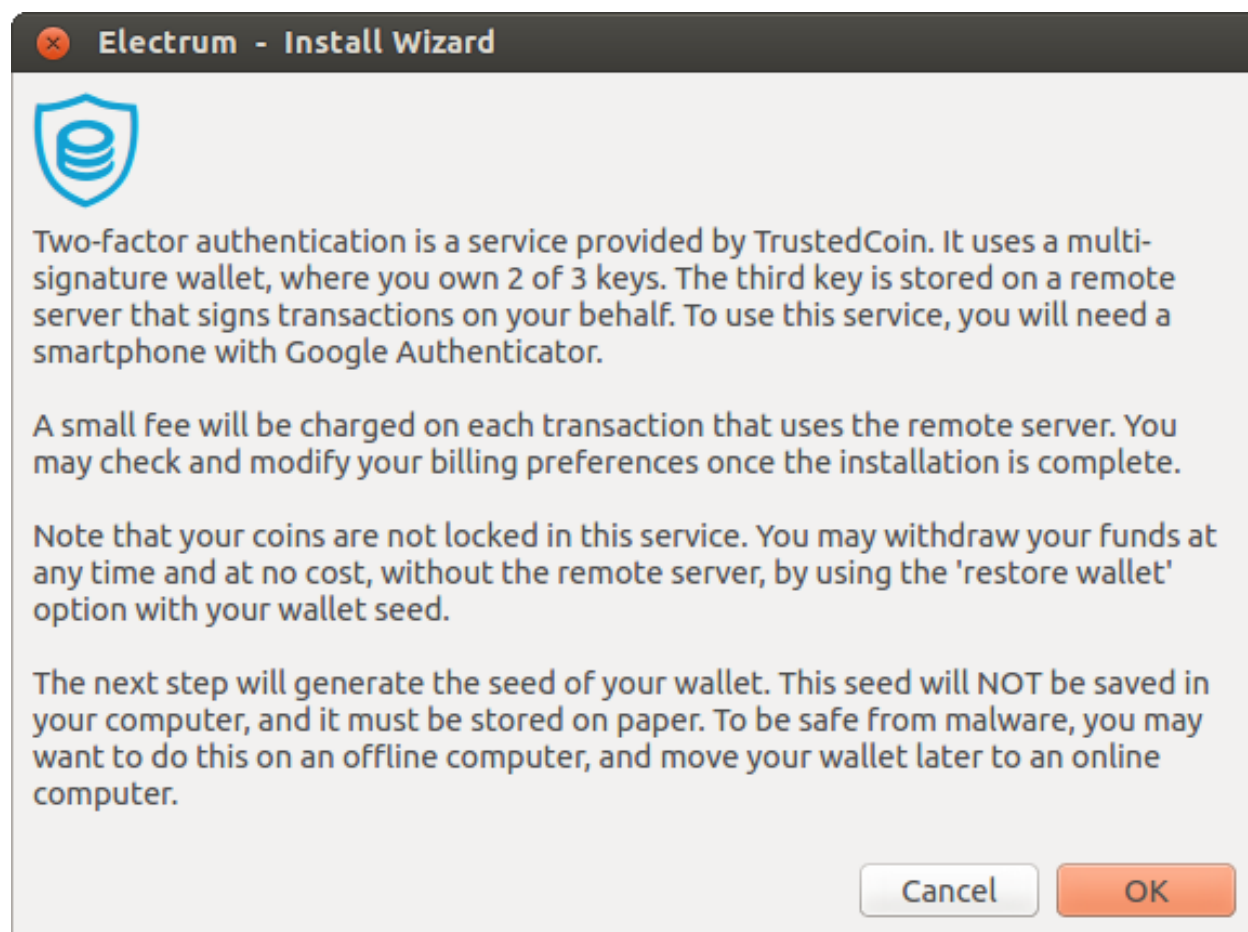 Electrum - Install Wizard
Two-factor authentication is a service provided by TrustedCoin. It uses a multi-
signature wallet, where you own 2 of 3 keys. The third key is stored on a remote
server that signs transactions on your behalf. To use this service, you will need a
smartphone with Google Authenticator.
A small fee will be charged on each transaction that uses the remote server. You
may check and modify your billing preferences once the installation is complete.
Note that your coins are not locked in this service. You may withdraw your funds at
any time and at no cost, without the remote server, by using the 'restore wallet'
option with your wallet seed.
The next step will generate the seed of your wallet. This seed will NOT be saved in
your computer, and it must be stored on paper. To be safe from malware, you may
want to do this on an offline computer, and move your wallet later to an online
computer.
Cancel OK